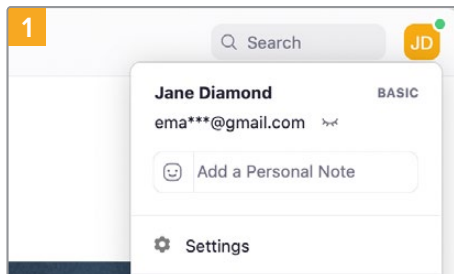 1
Search
JD
Jane Diamond BASIC
ema***@gmail.com
Add a Personal Note
Settings